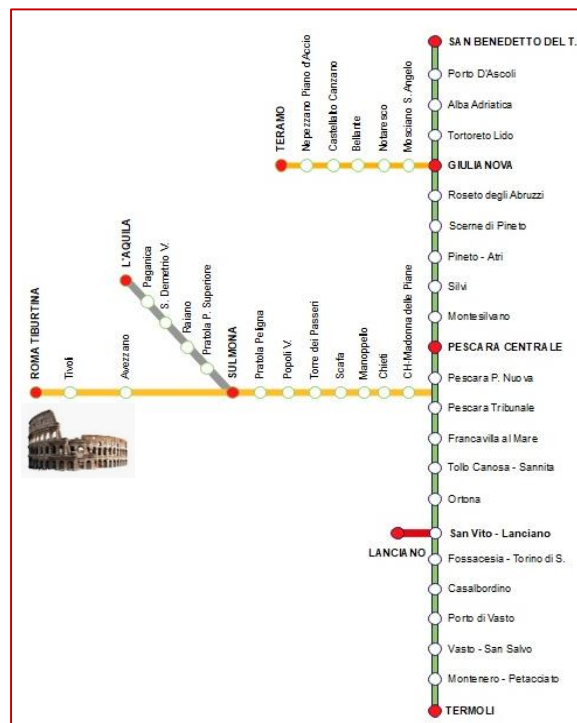 SAN BENEDETTO DEL T.
Porto D'Ascoli
Alba Adriatica
Tortoreto Lido
TERAMO
Nepezzano Piano d'Accio
Castellalto Canzano
Bellante
Notaresco
Mosciano S. Angelo
GIULIANOVA
Roseto degli Abruzzi
Scerne di Pineto
Pineto - Atri
Silvi
Montesilvano
L'AQUILA
Paganica
S. Demetrio V.
Raiano
Pratola P. Superiore
PESCARA CENTRALE
ROMA TIBURTINA
Tivoli
Avezzano
SULMONA
Pratola Peligna
Popoli V.
Torre dei Passeri
Scafa
Manoppello
Chieti
CH-Madonna delle Piane
Pescara P. Nuova
Pescara Tribunale
Francavilla al Mare
Tollo Canosa - Sannita
Ortona
San Vito - Lanciano
LANCIANO
Fossacesia - Torino di S.
Casalbordino
Porto di Vasto
Vasto - San Salvo
Montenero - Petacciato
TERMOLI